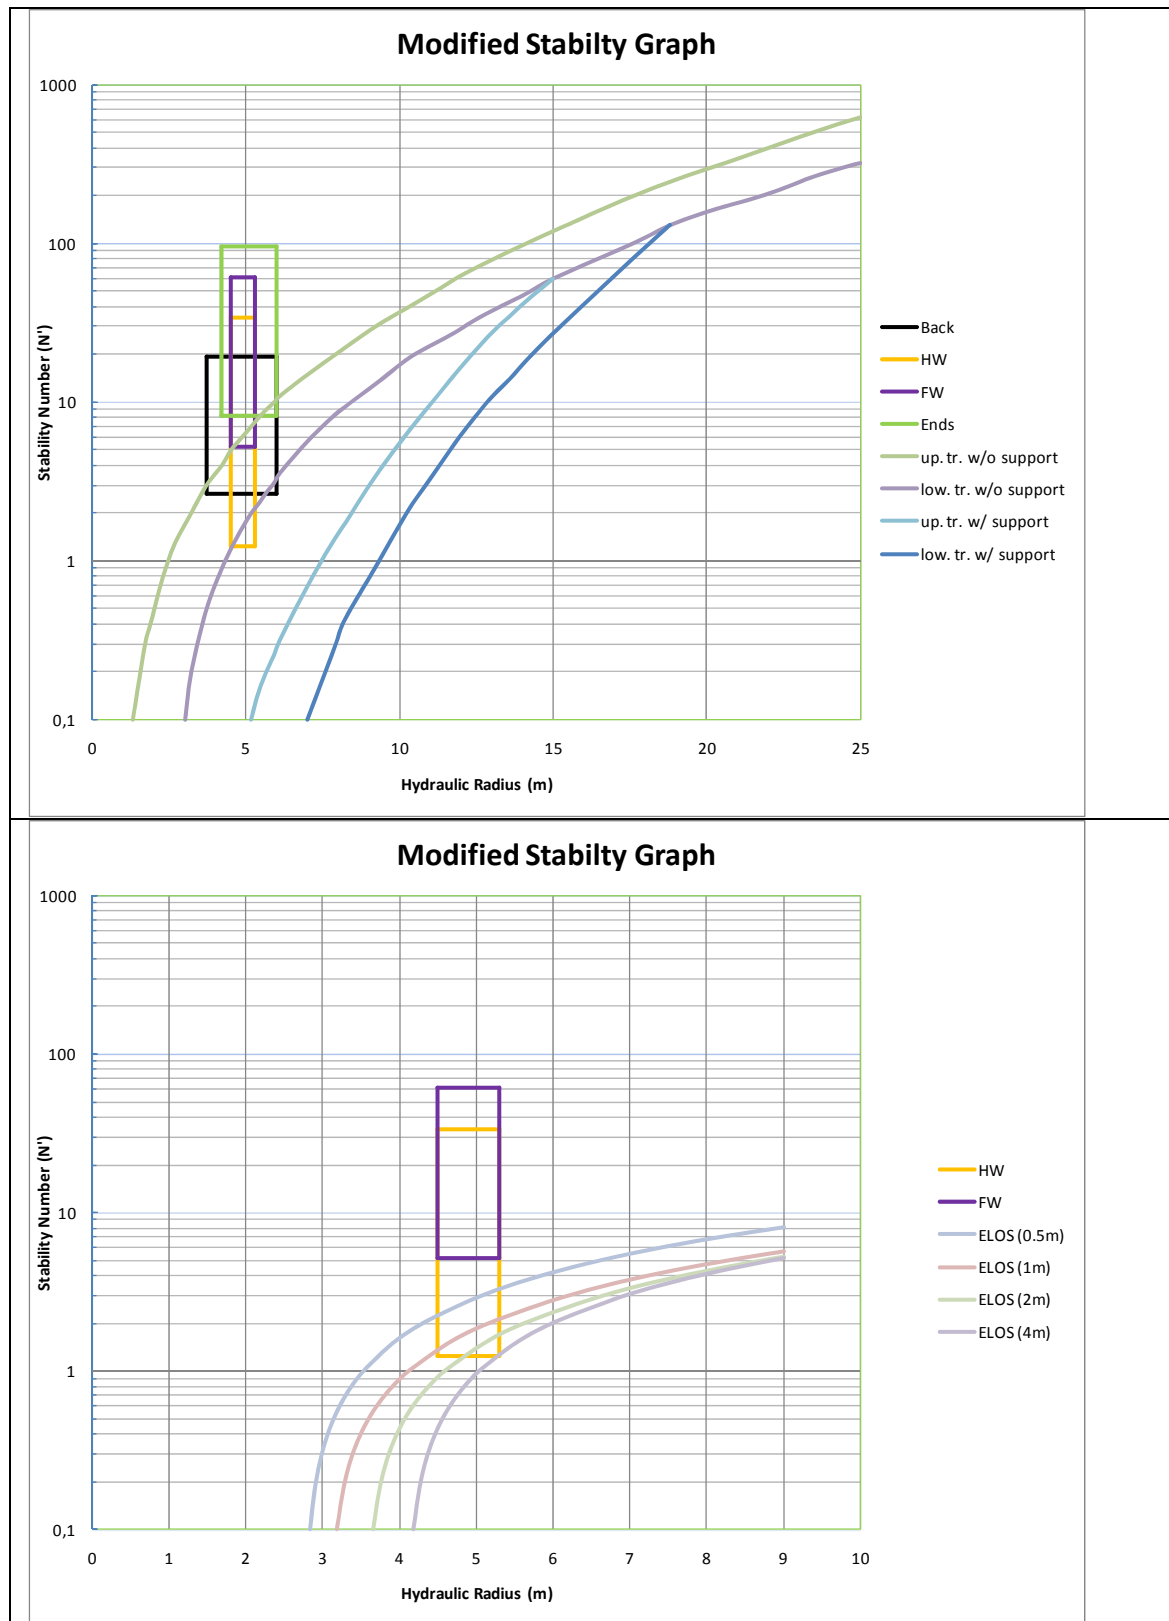 Modified Stabilty Graph
1000
100
10
1
0,1
Stability Number (N')
0 5 10 15 20 25
Hydraulic Radius (m)
Back
HW
FW
Ends
up. tr. w/o support
low. tr. w/o support
up. tr. w/ support
low. tr. w/ support
Modified Stabilty Graph
1000
100
10
1
0,1
Stability Number (N')
0 1 2 3 4 5 6 7 8 9 10
Hydraulic Radius (m)
HW
FW
ELOS (0.5m)
ELOS (1m)
ELOS (2m)
ELOS (4m)